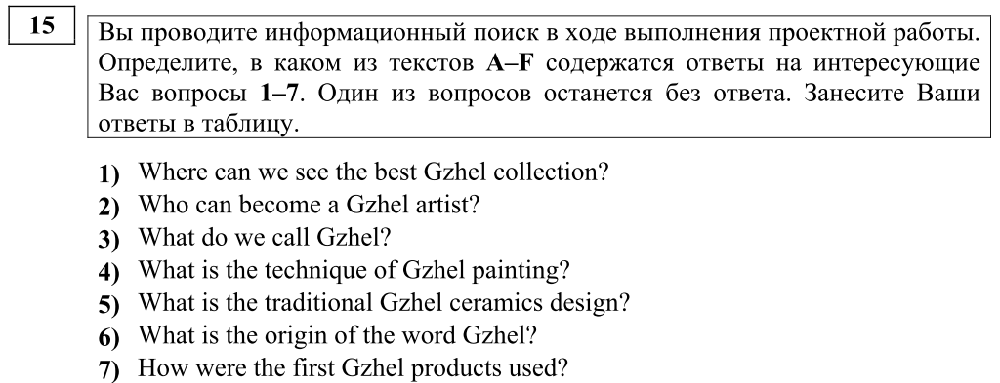 15
Вы проводите информационный поиск в ходе выполнения проектной работы.
Определите, в каком из текстов A–F содержатся ответы на интересующие
Вас вопросы 1–7. Один из вопросов останется без ответа. Занесите Ваши
ответы в таблицу.
1) Where can we see the best Gzhel collection?
2) Who can become a Gzhel artist?
3) What do we call Gzhel?
4) What is the technique of Gzhel painting?
5) What is the traditional Gzhel ceramics design?
6) What is the origin of the word Gzhel?
7) How were the first Gzhel products used?